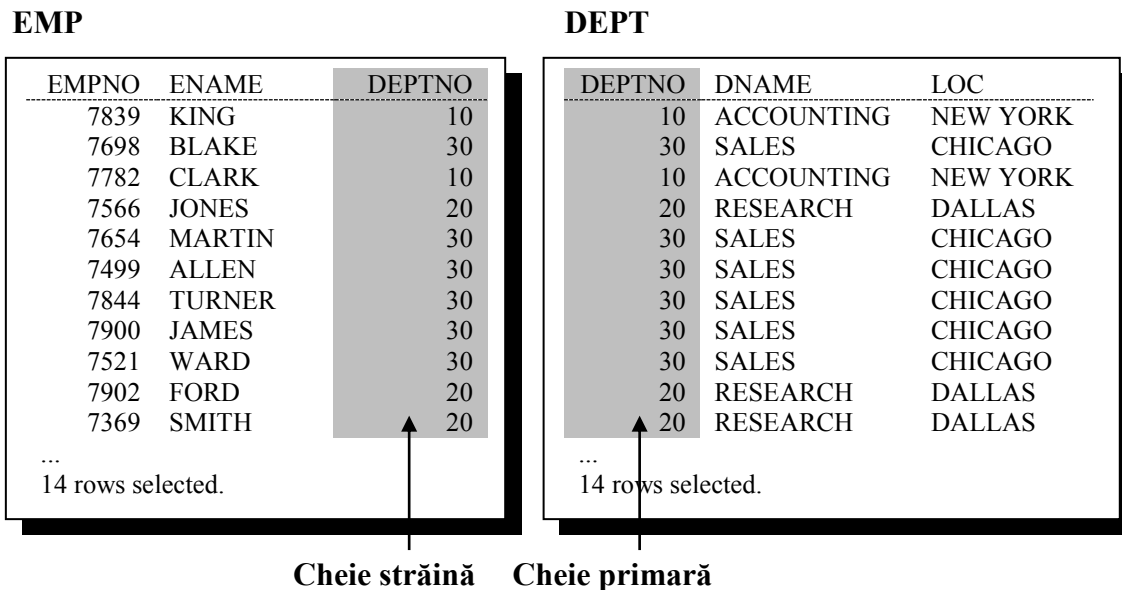 EMP
EMPNO ENAME DEPTNO
7839 KING 10
7698 BLAKE 30
7782 CLARK 10
7566 JONES 20
7654 MARTIN 30
7499 ALLEN 30
7844 TURNER 30
7900 JAMES 30
7521 WARD 30
7902 FORD 20
7369 SMITH 20
...
14 rows selected.
Cheie străină
DEPT
DEPTNO DNAME LOC
10 ACCOUNTING NEW YORK
30 SALES CHICAGO
10 ACCOUNTING NEW YORK
20 RESEARCH DALLAS
30 SALES CHICAGO
30 SALES CHICAGO
30 SALES CHICAGO
30 SALES CHICAGO
30 SALES CHICAGO
20 RESEARCH DALLAS
20 RESEARCH DALLAS
...
14 rows selected.
Cheie primară